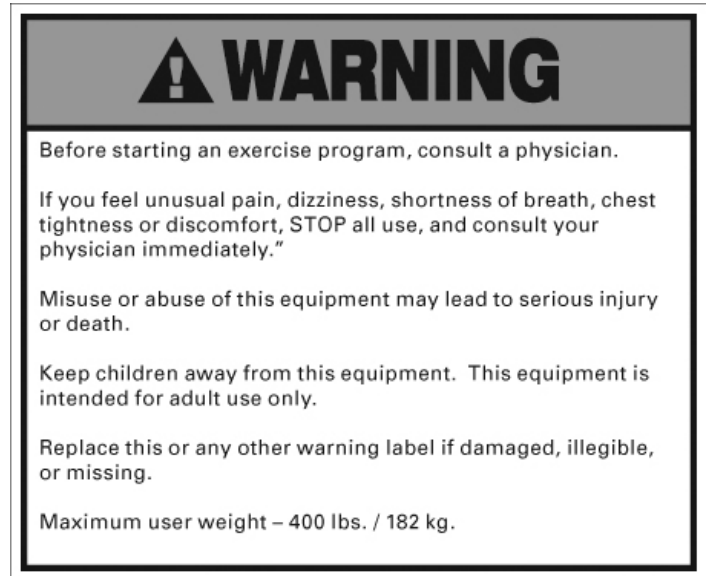 WARNING
Before starting an exercise program, consult a physician.
If you feel unusual pain, dizziness, shortness of breath, chest
tightness or discomfort, STOP all use, and consult your
physician immediately.”
Misuse or abuse of this equipment may lead to serious injury
or death.
Keep children away from this equipment.  This equipment is
intended for adult use only.
Replace this or any other warning label if damaged, illegible,
or missing.
Maximum user weight – 400 lbs. / 182 kg.